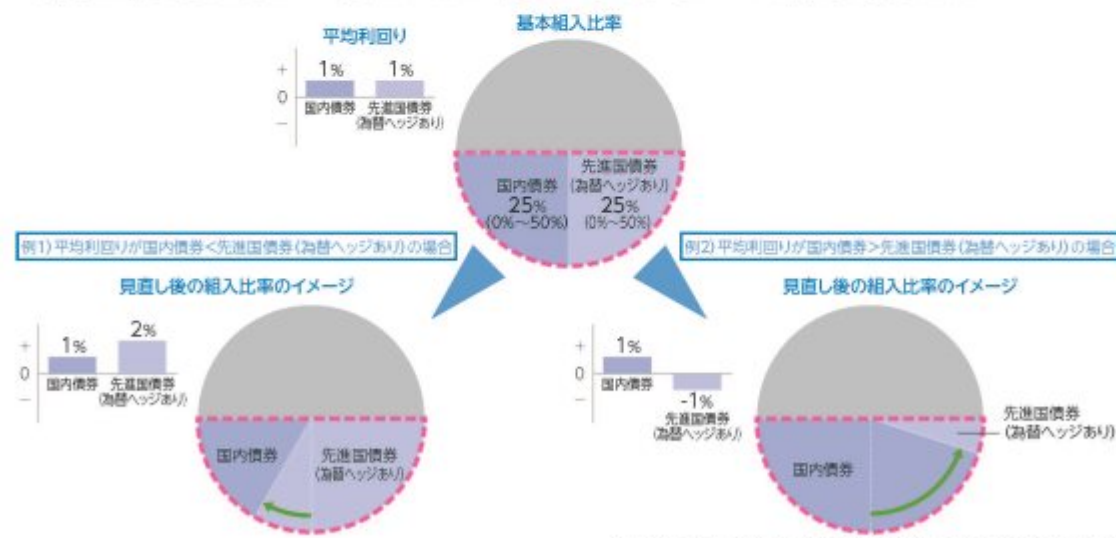 基本組入比率
平均利回り
+
0
−
1%
1%
国内債券
先進国債券
(為替ヘッジあり)
国内債券
25%
(0%～50%)
先進国債券
(為替ヘッジあり)
25%
(0%～50%)
例1)平均利回りが国内債券<先進国債券(為替ヘッジあり)の場合
例2)平均利回りが国内債券>先進国債券(為替ヘッジあり)の場合
見直し後の組入比率のイメージ
+
0
−
1%
2%
国内債券
先進国債券
(為替ヘッジあり)
国内債券
先進国債券
(為替ヘッジあり)
見直し後の組入比率のイメージ
+
0
−
1%
国内債券
-1%
先進国債券
(為替ヘッジあり)
国内債券
先進国債券
(為替ヘッジあり)